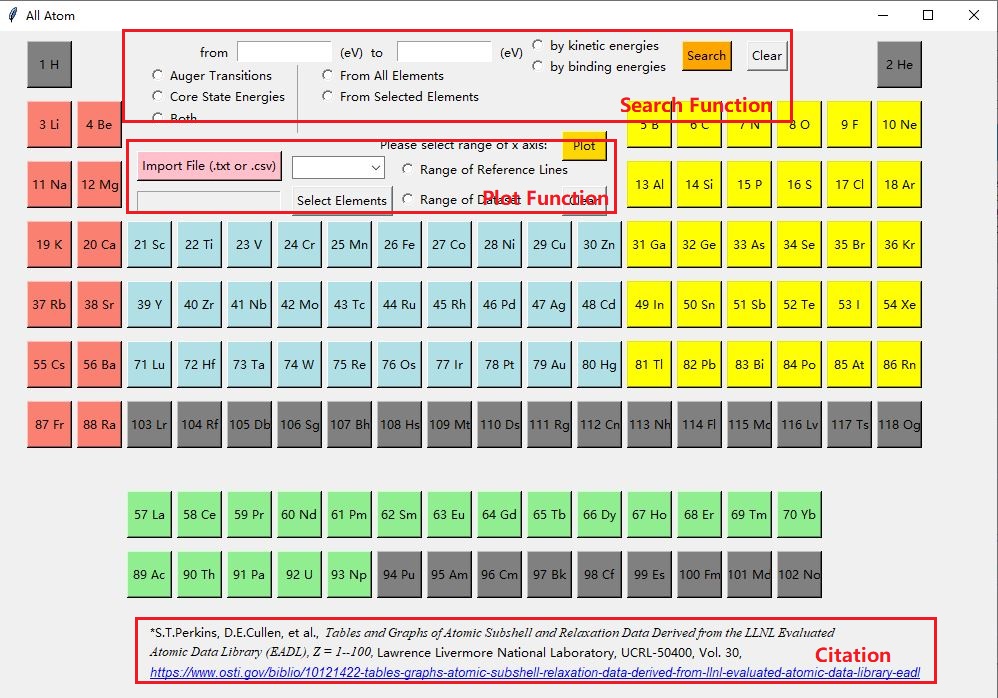 All Atom
1 H
from (eV) to (eV)
by kinetic energies
by binding energies
Search
Clear
2 He
Auger Transitions
Core State Energies
Both
From All Elements
From Selected Elements
Search Function
3 Li 4 Be 5 B 6 C 7 N 8 O 9 F 10 Ne
Please select range of x axis:
Plot
Import File (.txt or .csv)
Range of Reference Lines
Select Elements
Range of Dataset
Clear
Plot Function
11 Na 12 Mg 13 Al 14 Si 15 P 16 S 17 Cl 18 Ar
19 K 20 Ca 21 Sc 22 Ti 23 V 24 Cr 25 Mn 26 Fe 27 Co 28 Ni 29 Cu 30 Zn 31 Ga 32 Ge 33 As 34 Se 35 Br 36 Kr
37 Rb 38 Sr 39 Y 40 Zr 41 Nb 42 Mo 43 Tc 44 Ru 45 Rh 46 Pd 47 Ag 48 Cd 49 In 50 Sn 51 Sb 52 Te 53 I 54 Xe
55 Cs 56 Ba 71 Lu 72 Hf 73 Ta 74 W 75 Re 76 Os 77 Ir 78 Pt 79 Au 80 Hg 81 Tl 82 Pb 83 Bi 84 Po 85 At 86 Rn
87 Fr 88 Ra 103 Lr 104 Rf 105 Db 106 Sg 107 Bh 108 Hs 109 Mt 110 Ds 111 Rg 112 Cn 113 Nh 114 Fl 115 Mc 116 Lv 117 Ts 118 Og
57 La 58 Ce 59 Pr 60 Nd 61 Pm 62 Sm 63 Eu 64 Gd 65 Tb 66 Dy 67 Ho 68 Er 69 Tm 70 Yb
89 Ac 90 Th 91 Pa 92 U 93 Np 94 Pu 95 Am 96 Cm 97 Bk 98 Cf 99 Es 100 Fm 101 Md 102 No
*S.T.Perkins, D.E.Cullen, et al., Tables and Graphs of Atomic Subshell and Relaxation Data Derived from the LLNL Evaluated
Atomic Data Library (EADL), Z = 1--100, Lawrence Livermore National Laboratory, UCRL-50400, Vol. 30,
https://www.osti.gov/biblio/10121422-tables-graphs-atomic-subshell-relaxation-data-derived-from-llnl-evaluated-atomic-data-library-eadl
Citation